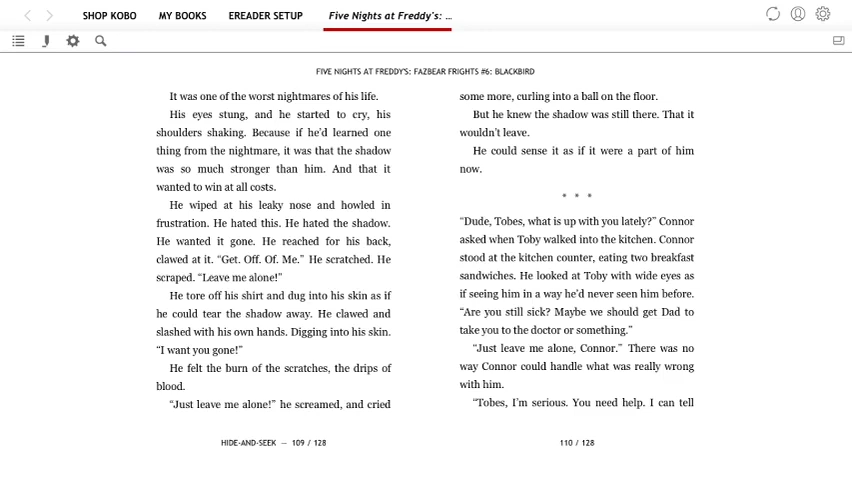 SHOP KOBO
MY BOOKS
EREADER SETUP
Five Nights at Freddy's: ...
FIVE NIGHTS AT FREDDY'S: FAZBEAR FRIGHTS #6: BLACKBIRD
It was one of the worst nightmares of his life.
His eyes stung, and he started to cry, his
shoulders shaking. Because if he’d learned one
thing from the nightmare, it was that the shadow
was so much stronger than him. And that it
wanted to win at all costs.
He wiped at his leaky nose and howled in
frustration. He hated this. He hated the shadow.
He wanted it gone. He reached for his back,
clawed at it. “Get. Off. Of. Me.” He scratched. He
scraped. “Leave me alone!”
He tore off his shirt and dug into his skin as if
he could tear the shadow away. He clawed and
slashed with his own hands. Digging into his skin.
“I want you gone!”
He felt the burn of the scratches, the drips of
blood.
“Just leave me alone!” he screamed, and cried
HIDE-AND-SEEK — 109 / 128
some more, curling into a ball on the floor.
But he knew the shadow was still there. That it
wouldn’t leave.
He could sense it as if it were a part of him
now.
* * *
“Dude, Tobes, what is up with you lately?” Connor
asked when Toby walked into the kitchen. Connor
stood at the kitchen counter, eating two breakfast
sandwiches. He looked at Toby with wide eyes as
if seeing him in a way he’d never seen him before.
“Are you still sick? Maybe we should get Dad to
take you to the doctor or something.”
“Just leave me alone, Connor.” There was no
way Connor could handle what was really wrong
with him.
“Tobes, I’m serious. You need help. I can tell
110 / 128